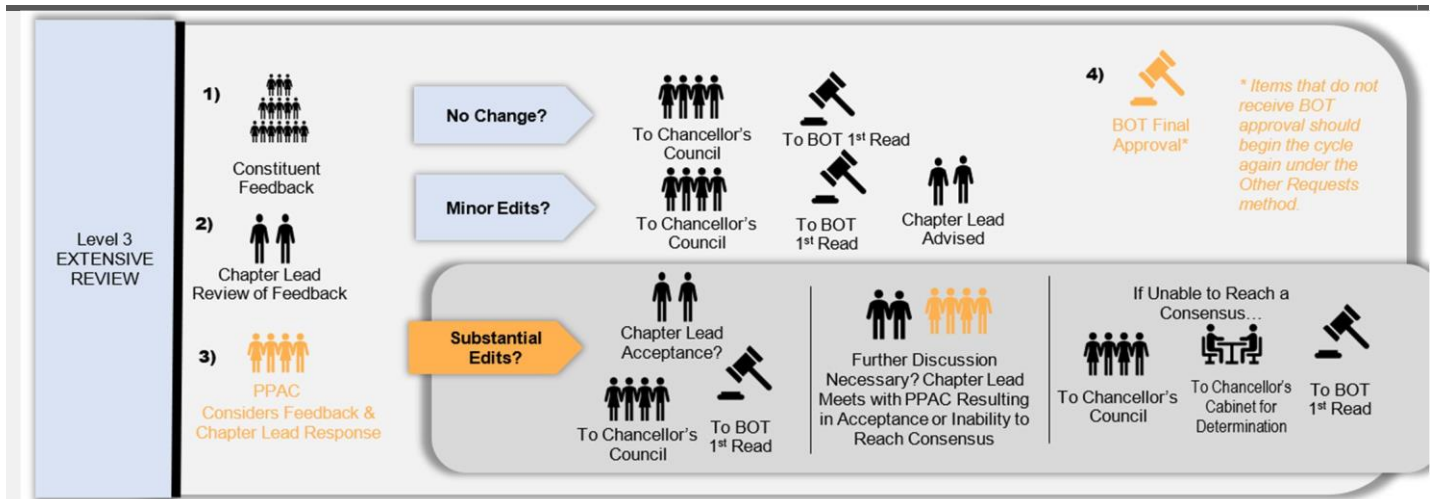 Level 3
EXTENSIVE
REVIEW
1)
Constituent
Feedback
2)
Chapter Lead
Review of Feedback
3)
PPAC
Considers Feedback &
Chapter Lead Response
No Change?
To Chancellor's
Council
To BOT 1st Read
Minor Edits?
To Chancellor's
Council
To BOT
1st Read
Chapter Lead
Advised
Substantial
Edits?
Chapter Lead
Acceptance?
To Chancellor's
Council
To BOT
1st Read
Further Discussion
Necessary? Chapter Lead
Meets with PPAC Resulting
in Acceptance or Inability to
Reach Consensus
If Unable to Reach a
Consensus…
To Chancellor's
Council
To Chancellor's
Cabinet for
Determination
To BOT
1st Read
4)
BOT Final
Approval*
* Items that do not
receive BOT
approval should
begin the cycle
again under the
Other Requests
method.